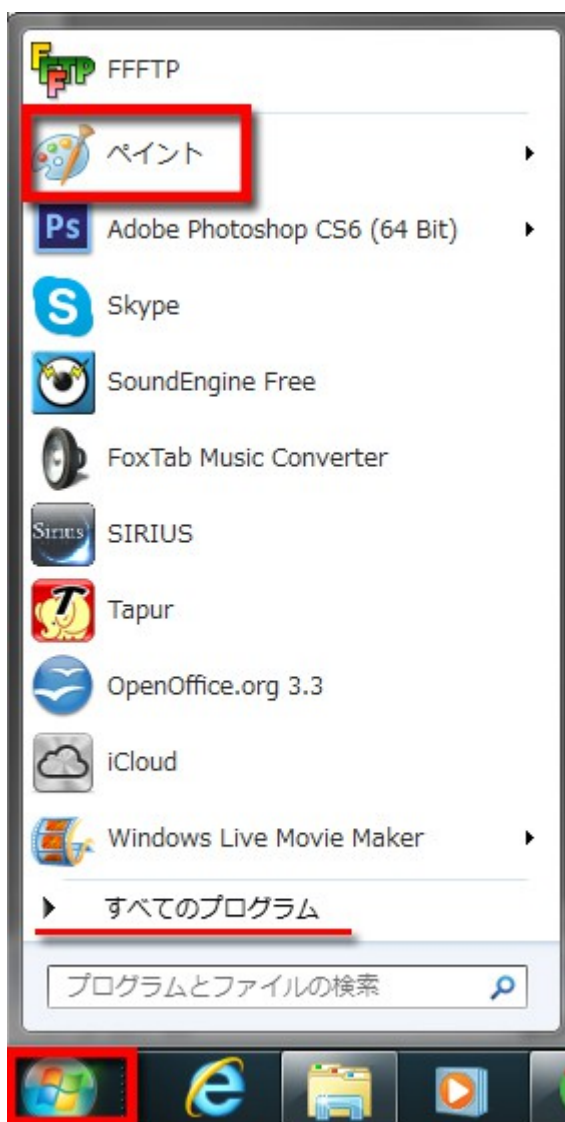 FFFTP
ペイント
Ps Adobe Photoshop CS6 (64 Bit)
Skype
SoundEngine Free
FoxTab Music Converter
Sirius SIRIUS
Tapur
OpenOffice.org 3.3
iCloud
Windows Live Movie Maker
すべてのプログラム
プログラムとファイルの検索